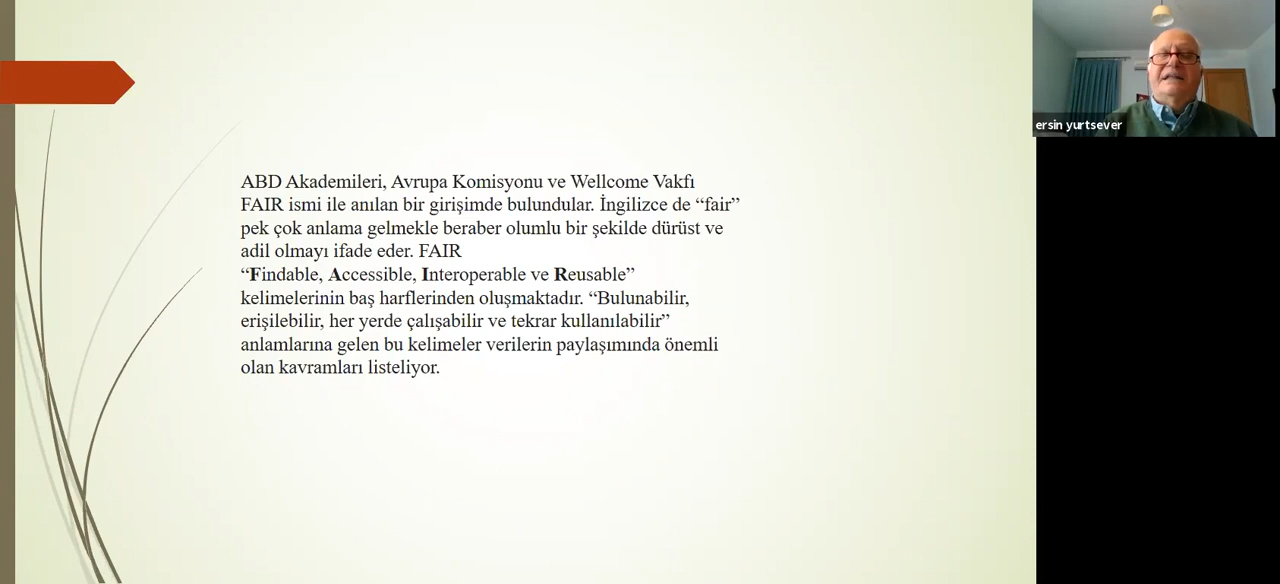 ABD Akademileri, Avrupa Komisyonu ve Wellcome Vakfı
FAIR ismi ile anılan bir girişimde bulundular. İngilizce de “fair”
pek çok anlama gelmekle beraber olumlu bir şekilde dürüst ve
adil olmayı ifade eder. FAIR
“Findable, Accessible, Interoperable ve Reusable”
kelimelerinin baş harflerinden oluşmaktadır. “Bulunabilir,
erişilebilir, her yerde çalışabilir ve tekrar kullanılabilir”
anlamlarına gelen bu kelimeler verilerin paylaşımında önemli
olan kavramları listeliyor.
ersin yurtsever